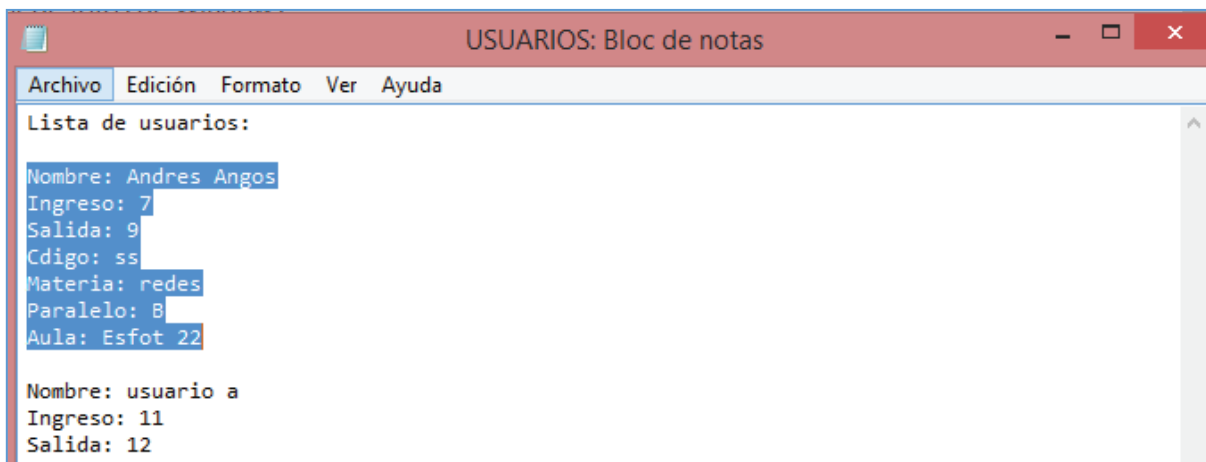 USUARIOS: Bloc de notas
Archivo Edición Formato Ver Ayuda
Lista de usuarios:
Nombre: Andres Angos
Ingreso: 7
Salida: 9
Cdigo: ss
Materia: redes
Paralelo: B
Aula: Esfot 22
Nombre: usuario a
Ingreso: 11
Salida: 12